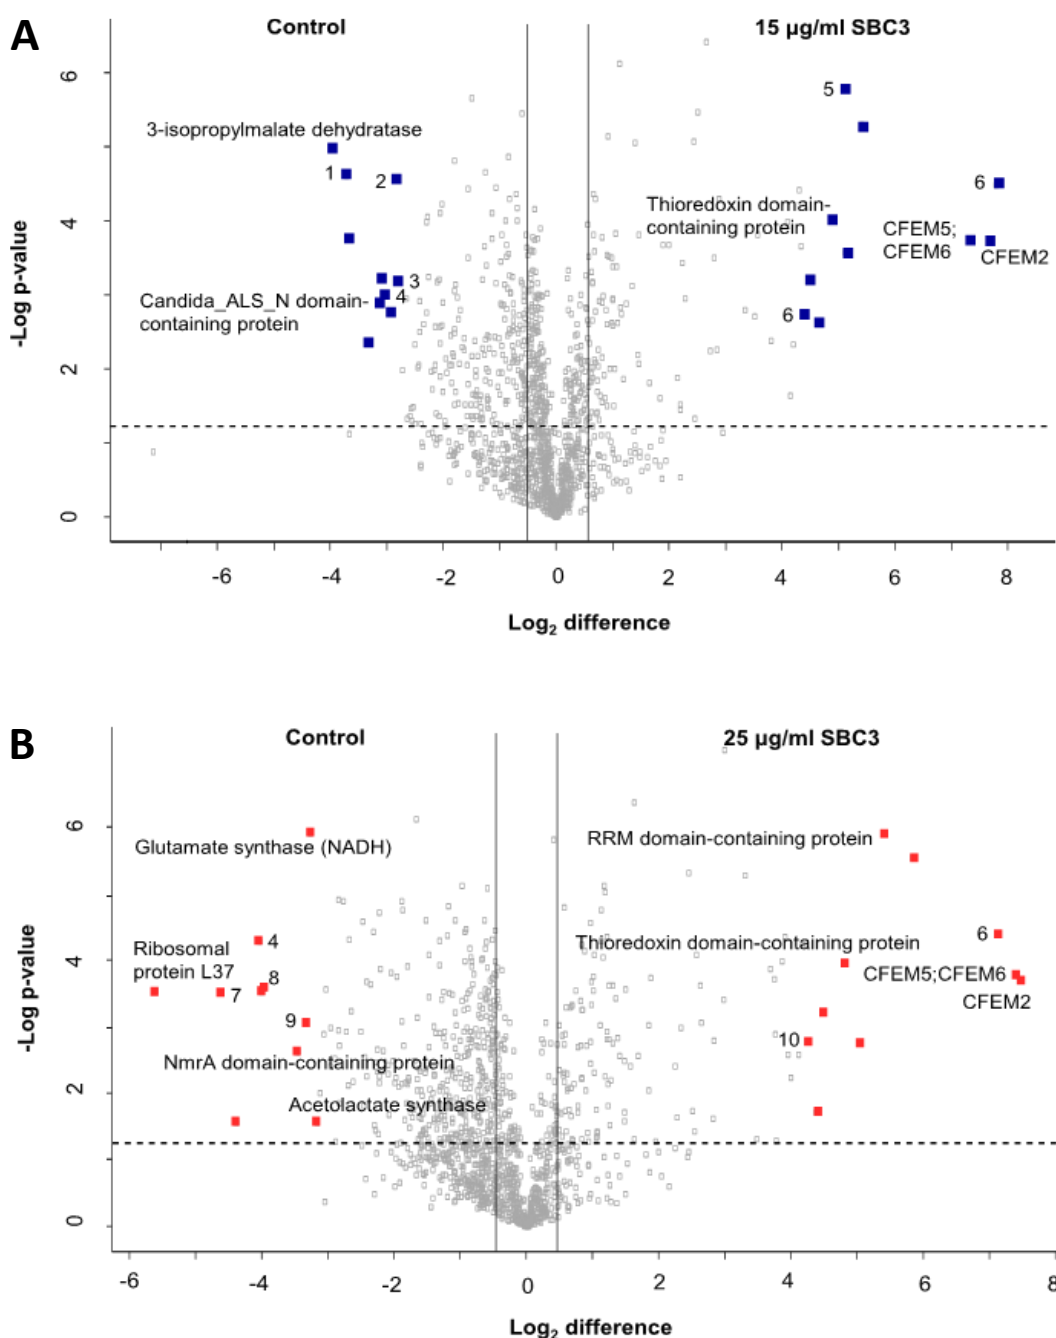 A
Control
15 µg/ml SBC3
6
5
3-isopropylmalate dehydratase
1
2
6
Thioredoxin domain-
containing protein
4
CFEM5;
CFEM6
CFEM2
3
Candida_ALS_N domain-
containing protein
4
6
2
0
-Log p-value
-6
-4
-2
0
2
4
6
8
Log₂ difference
B
Control
25 µg/ml SBC3
6
Glutamate synthase (NADH)
RRM domain-containing protein
4
6
Ribosomal
protein L37
Thioredoxin domain-containing protein
4
8
CFEM5;CFEM6
7
CFEM2
9
10
NmrA domain-containing protein
2
Acetolactate synthase
0
-Log p-value
-6
-4
-2
0
2
4
6
8
Log₂ difference